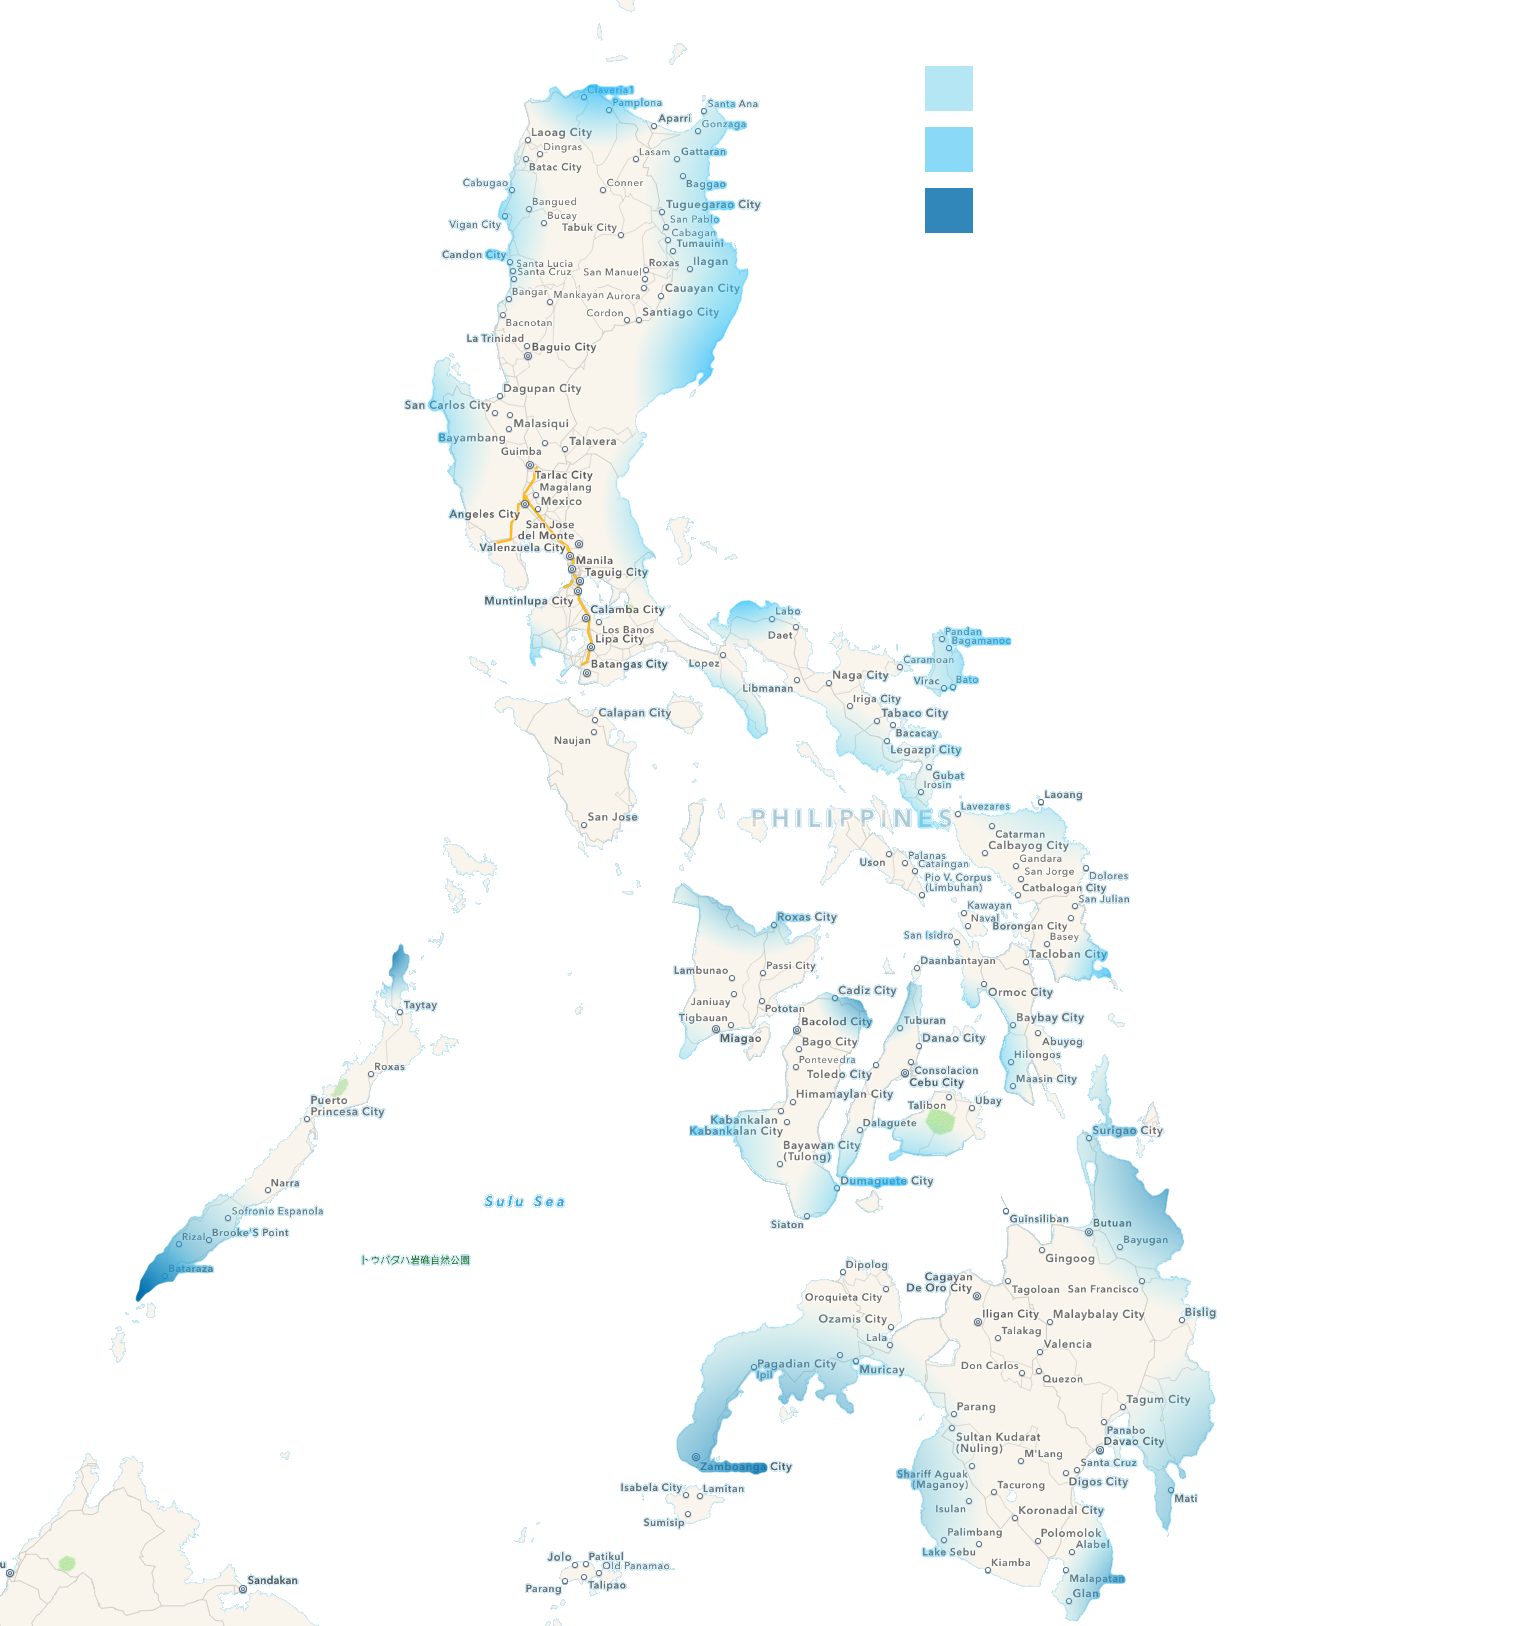 Claveria1
Pamplona
Santa Ana
Aparri
Gonzaga
Laoag City
Dingras
Lasam
Gattaran
Batac City
Cabugao
Conner
Baggao
Bangued
Tuguegarao City
Bucay
San Pablo
Vigan City
Tabuk City
Cabagan
Tumauini
Candon City
Santa Lucia
Roxas
Ilagan
Santa Cruz
San Manuel
Bangar
Mankayan
Aurora
Cauayan City
Bacnotan
Cordon
Santiago City
La Trinidad
Baguio City
Dagupan City
San Carlos City
Malasiqui
Bayambang
Talavera
Guimba
Tarlac City
Magalang
Mexico
Angeles City
San Jose
del Monte
Valenzuela City
Manila
Taguig City
Muntinlupa City
Calamba City
Labo
Los Banos
Daet
Pandan
Lipa City
Bagamanoc
Batangas City
Lopez
Caramoan
Naga City
Virac
Bato
Libmanan
Iriga City
Calapan City
Tabaco City
Naujan
Bacacay
Legazpi City
Gubat
Irosin
San Jose
PHILIPPINES
Lavezares
Laoang
Catarman
Calbayog City
Uson
Palanas
Cataingan
Gandara
San Jorge
Pio V. Corpus
(Limbuhan)
Dolores
Catbalogan City
San Julian
Kawayan
Roxas City
Naval
Borongan City
San Isidro
Basey
Tacloban City
Daanbantayan
Lambunao
Passi City
Cadiz City
Ormoc City
Taytay
Janiuay
Pototan
Tigbauan
Bacolod City
Tuburan
Baybay City
Miagao
Bago City
Danao City
Abuyog
Pontevedra
Hilongos
Roxas
Toledo City
Consolacion
Cebu City
Maasin City
Puerto
Princesa City
Himamaylan City
Talibon
Ubay
Kabankalan
Kabankalan City
Dalaguete
Surigao City
Bayawan City
(Tulong)
Narra
Dumaguete City
Sulu Sea
Sofronio Espanola
Siaton
Guinsiliban
Butuan
Rizal
Brooke'S Point
Bayugan
トゥバタハ岩礁自然公園
Gingoog
Bataraza
Dipolog
Cagayan
De Oro City
Tagoloan
San Francisco
Oroquieta City
Ozamis City
Iligan City
Malaybalay City
Bislig
Talakag
Lala
Valencia
Pagadian City
Muricay
Don Carlos
Ipil
Quezon
Tagum City
Parang
Panabo
Sultan Kudarat
(Nuling)
Davao City
M'Lang
Santa Cruz
Zamboanga City
Shariff Aguak
(Maganoy)
Digos City
Isabela City
Lamitan
Tacurong
Mati
Isulan
Koronadal City
Sumisip
Palimbang
Polomolok
Lake Sebu
Alabel
Jolo
Patikul
Old Panamao
Kiamba
Malapatan
Parang
Talipao
Glan
u
Sandakan